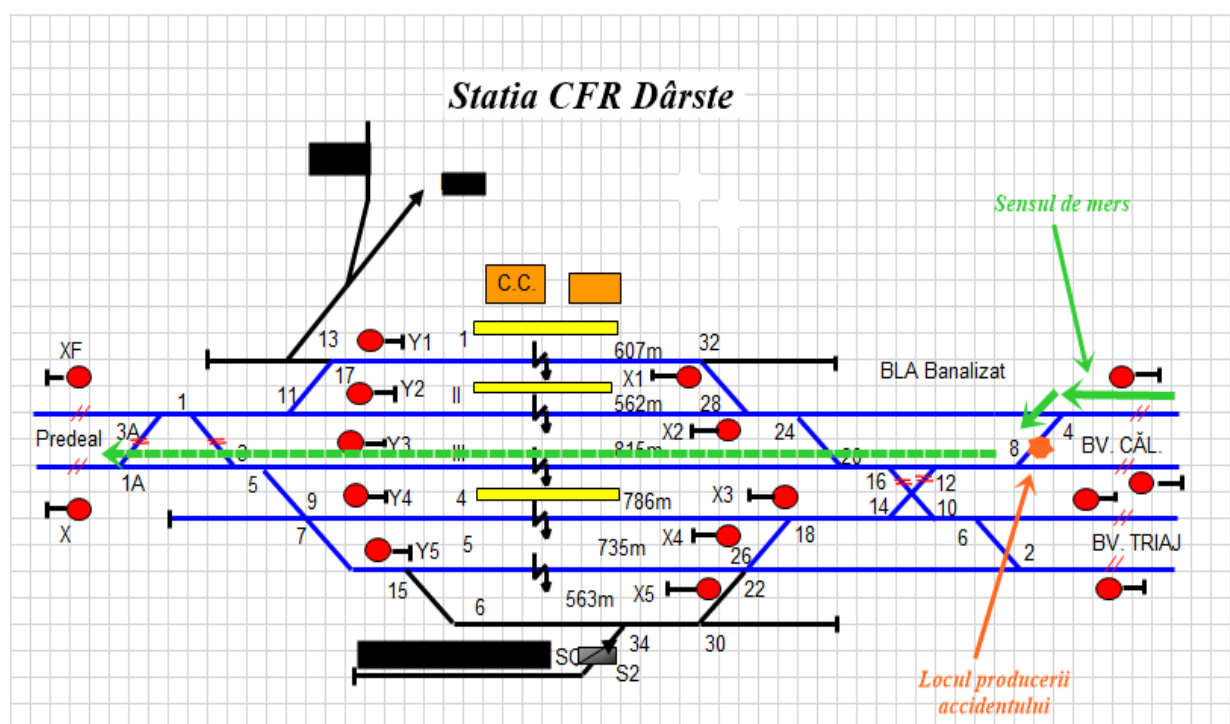 Statia CFR Dârste
Sensul de mers
C.C.
13
Y1
1
32
XF
607m
X1
BLA Banalizat
17
Y2
II
11
562m
28
1
Predeal
3A
Y3
III
815m
X2
24
20
8
4
BV. CĂL.
3
1A
5
9
Y4
4
786m
X3
16
12
14
10
X
7
Y5
5
735m
X4
18
26
6
2
BV. TRIAJ
15
6
563m
X5
22
34
30
S2
Locul producerii
accidentului